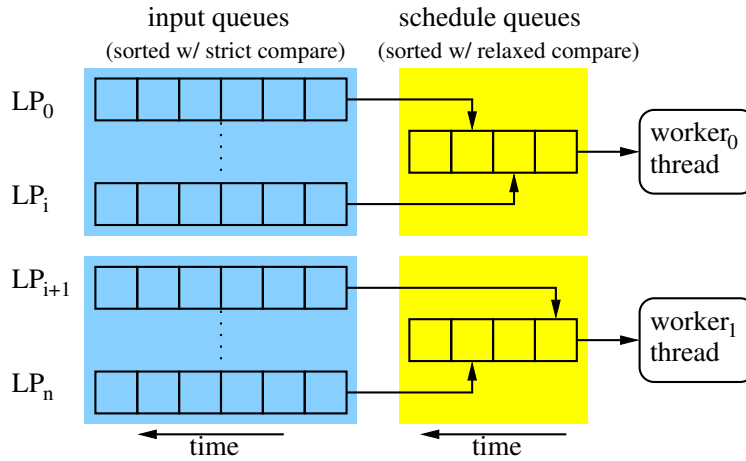 input queues
(sorted w/ strict compare)
schedule queues
(sorted w/ relaxed compare)
LP0
LPi
worker0
thread
LPi+1
LPn
worker1
thread
time
time